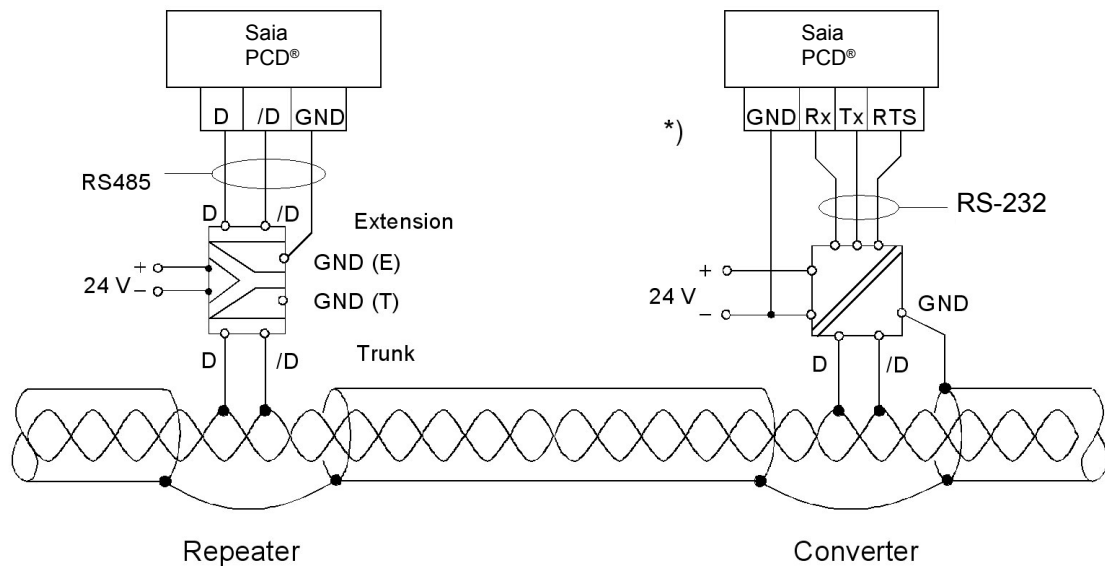 Saia
PCD®
D /D GND
RS485
D /D
Extension
+
24 V
–
GND (E)
GND (T)
D /D
Trunk
Repeater
Saia
PCD®
*)
GND Rx Tx RTS
RS-232
+
24 V
–
GND
D /D
Converter